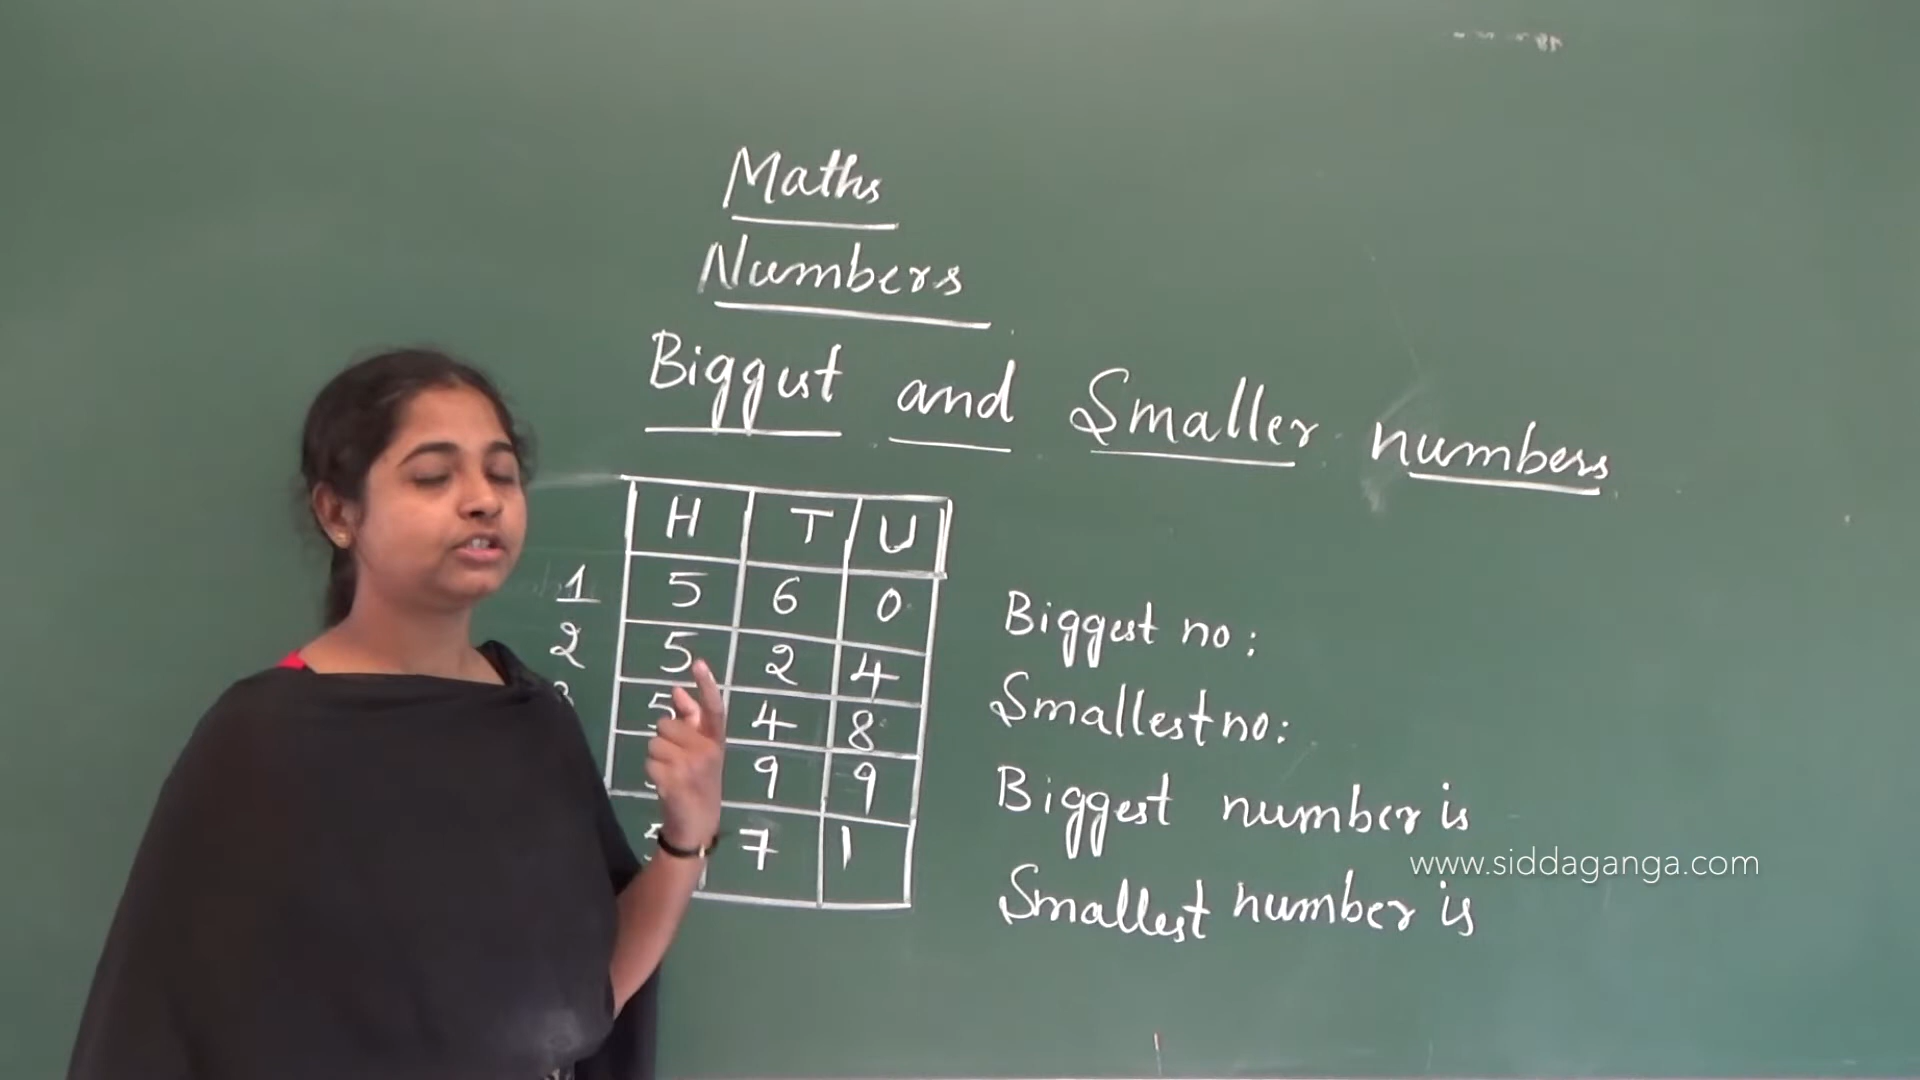 Maths
Numbers
Biggest and Smaller numbers
H T U
1 5 6 0
2 5 2 4
5 4 8
9 9
7 1
Biggest no:
Smallest no:
Biggest number is
Smallest number is
www.siddaganga.com